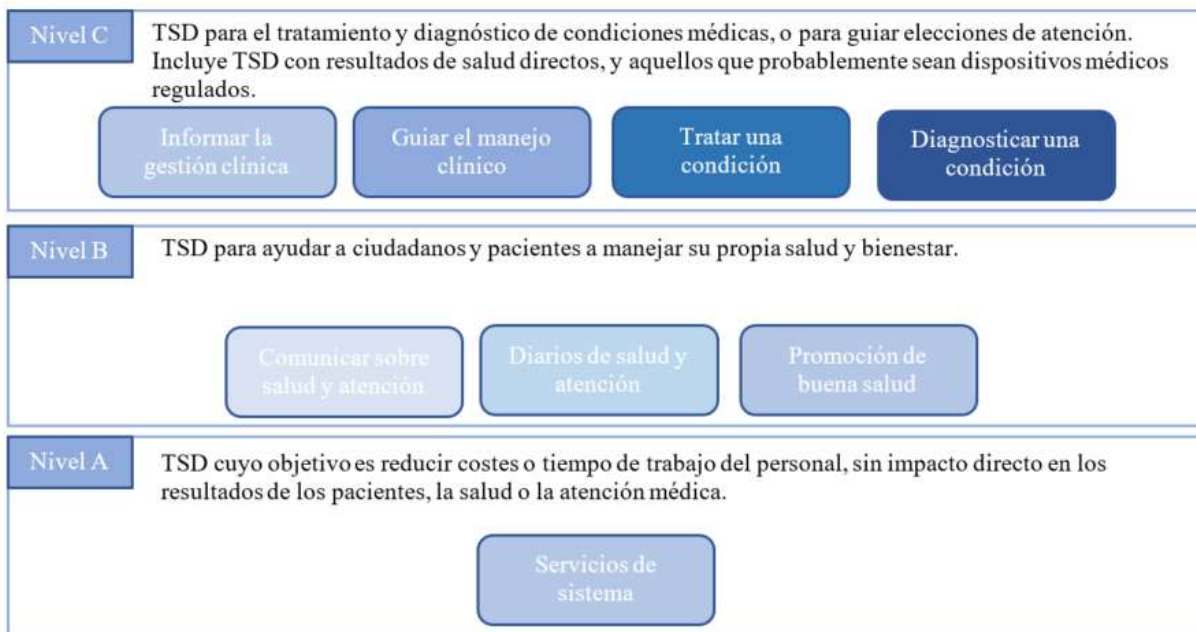 Nivel C
TSD para el tratamiento y diagnóstico de condiciones médicas, o para guiar elecciones de atención.
Incluye TSD con resultados de salud directos, y aquellos que probablemente sean dispositivos médicos
regulados.
Informar la
gestión clínica
Guiar el manejo
clínico
Tratar una
condición
Diagnosticar una
condición
Nivel B
TSD para ayudar a ciudadanos y pacientes a manejar su propia salud y bienestar.
Comunicar sobre
salud y atención
Diarios de salud y
atención
Promoción de
buena salud
Nivel A
TSD cuyo objetivo es reducir costes o tiempo de trabajo del personal, sin impacto directo en los
resultados de los pacientes, la salud o la atención médica.
Servicios de
sistema